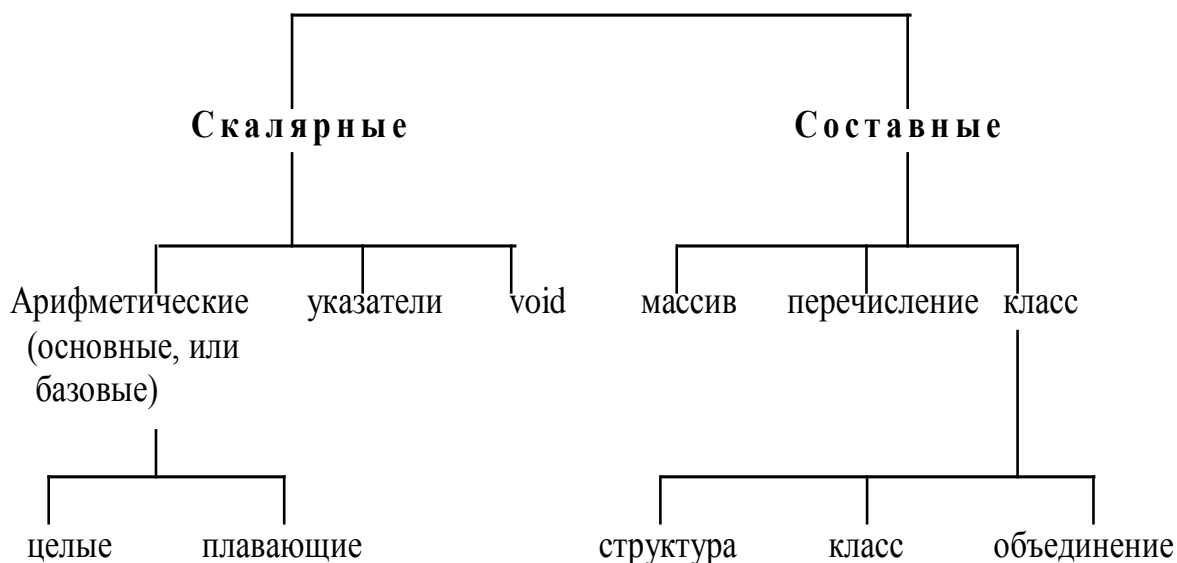 Скалярные
Составные
Арифметические
(основные, или
базовые)
указатели
void
массив
перечисление
класс
целые
плавающие
структура
класс
объединение